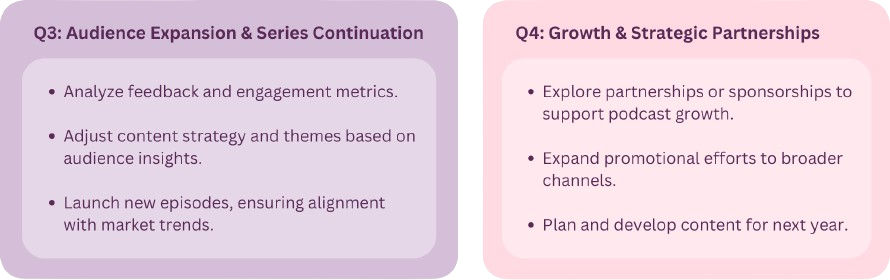 Q3: Audience Expansion & Series Continuation
• Analyze feedback and engagement metrics.
• Adjust content strategy and themes based on
audience insights.
• Launch new episodes, ensuring alignment
with market trends.
Q4: Growth & Strategic Partnerships
• Explore partnerships or sponsorships to
support podcast growth.
• Expand promotional efforts to broader
channels.
• Plan and develop content for next year.